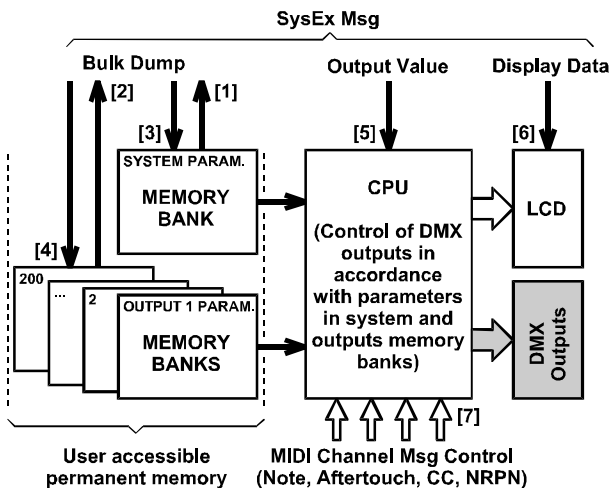 SysEx Msg
Bulk Dump
Output Value
Display Data
[2]
[1]
[3]
[5]
[6]
SYSTEM PARAM.
MEMORY
BANK
CPU
(Control of DMX
outputs in
accordance
with parameters
in system and
outputs memory
banks)
LCD
[4]
200
...
2
OUTPUT 1 PARAM.
MEMORY
BANKS
DMX
Outputs
[7]
User accessible
permanent memory
MIDI Channel Msg Control
(Note, Aftertouch, CC, NRPN)